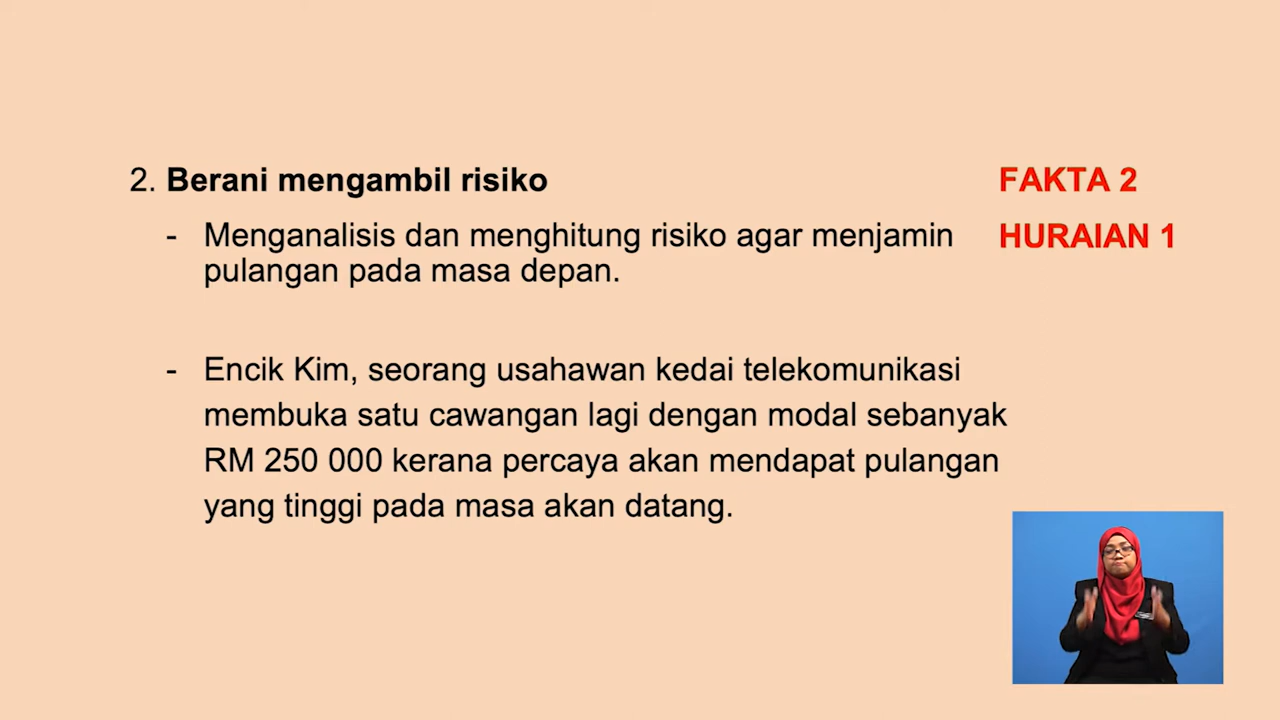 2. Berani mengambil risiko FAKTA 2
- Menganalisis dan menghitung risiko agar menjamin HURAIAN 1
pulangan pada masa depan.
- Encik Kim, seorang usahawan kedai telekomunikasi
membuka satu cawangan lagi dengan modal sebanyak
RM 250 000 kerana percaya akan mendapat pulangan
yang tinggi pada masa akan datang.